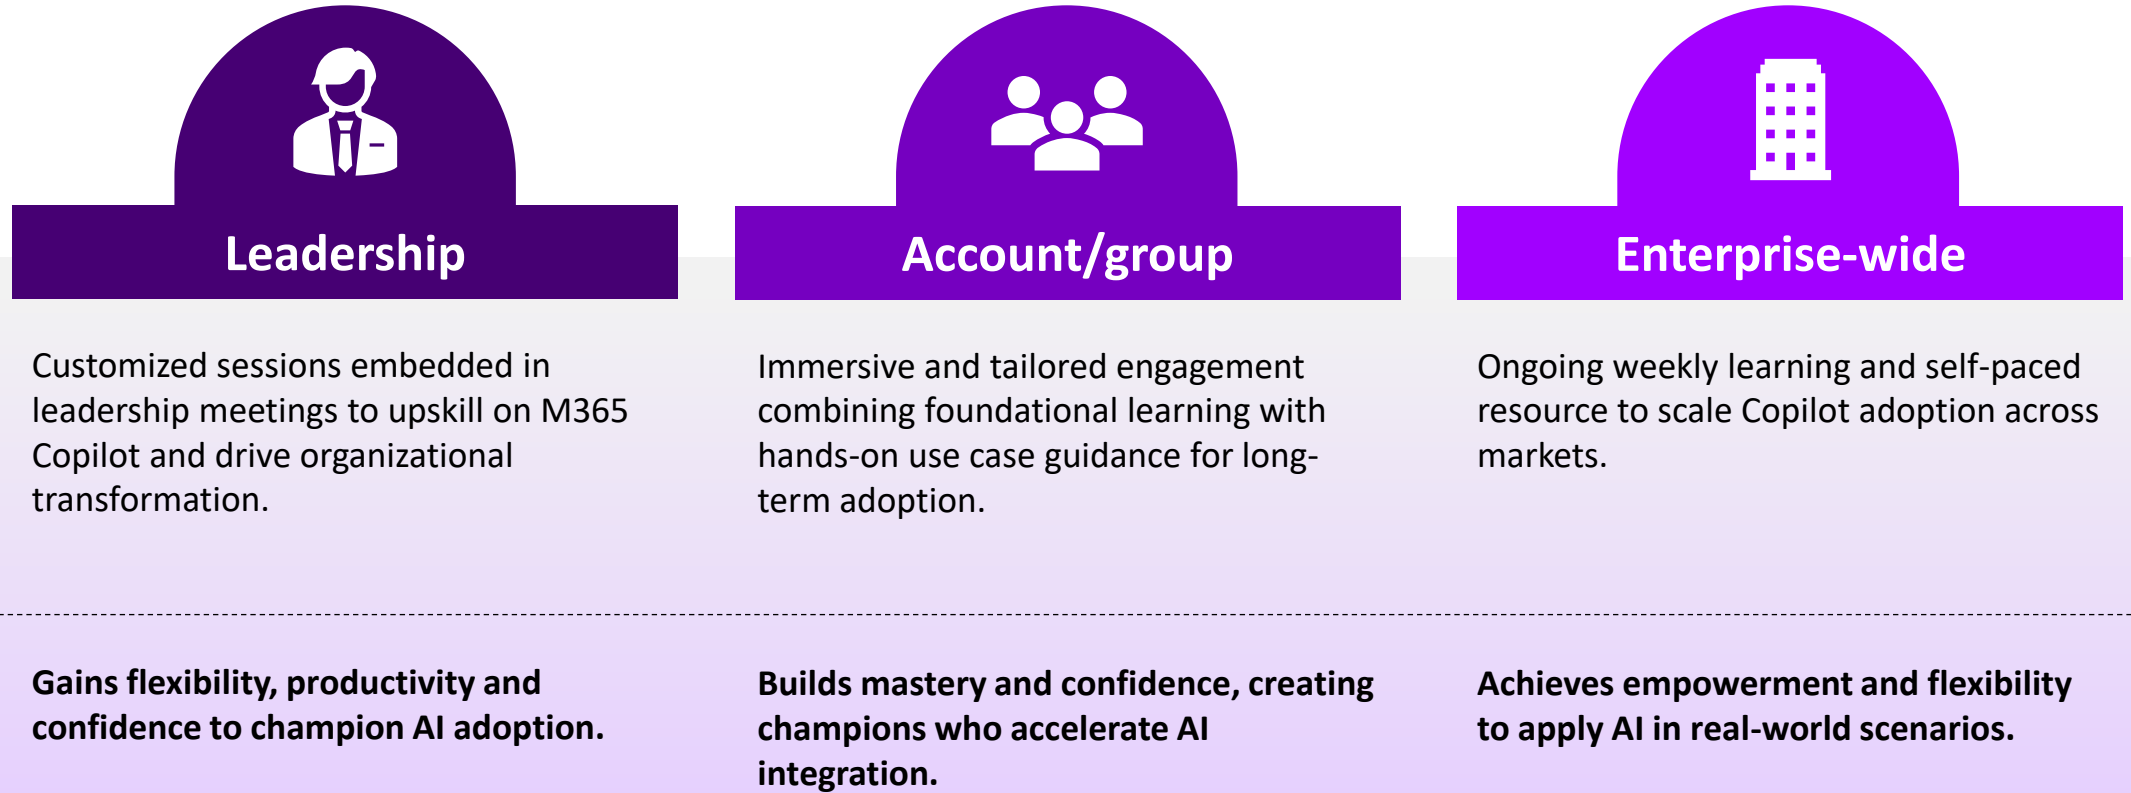 Leadership
Customized sessions embedded in
leadership meetings to upskill on M365
Copilot and drive organizational
transformation.
Gains flexibility, productivity and
confidence to champion AI adoption.
Account/group
Immersive and tailored engagement
combining foundational learning with
hands-on use case guidance for long-
term adoption.
Builds mastery and confidence, creating
champions who accelerate AI
integration.
Enterprise-wide
Ongoing weekly learning and self-paced
resource to scale Copilot adoption across
markets.
Achieves empowerment and flexibility
to apply AI in real-world scenarios.